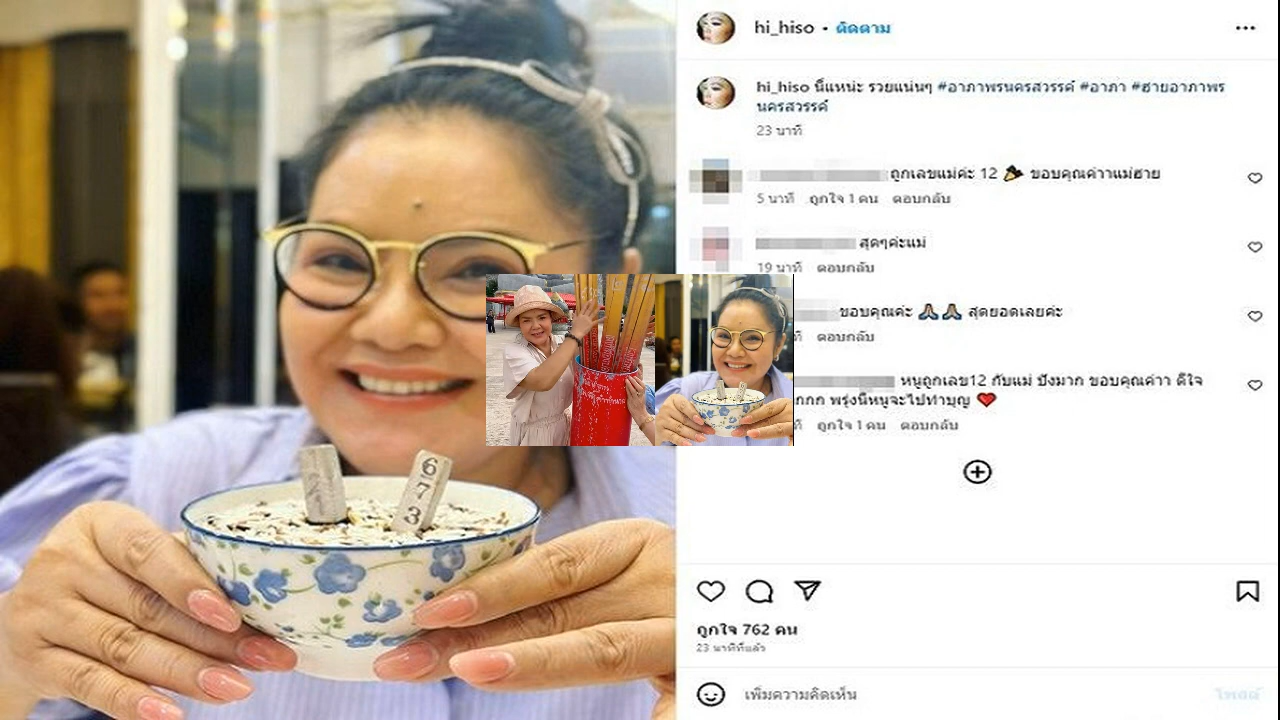 hi_hiso • ติดตาม
hi_hiso นี้แหน่ะ รวยแน่นๆ #อาภาพรนครสวรรค์ #อาภา #ฮายอาภาพร
นครสวรรค์
23 นาที
ถูกเลขแม่ค่ะ 12 ขอบคุณค่าาแม่ฮาย
5 นาที ถูกใจ 1 คน ตอบกลับ
สุดๆค่ะแม่
19 นาที ตอบกลับ
ขอบคุณค่ะ 🙏🙏 สุดยอดเลยค่ะ
ตอบกลับ
หนูถูกเลข12 กับแม่ ปังมาก ขอบคุณค่าา ดีใจ
กกก พรุ่งนี้หนูจะไปทำบุญ ❤️
ถูกใจ 1 คน ตอบกลับ
ถูกใจ 762 คน
23 นาทีที่แล้ว
เพิ่มความคิดเห็น
โพสต์
6
7
3